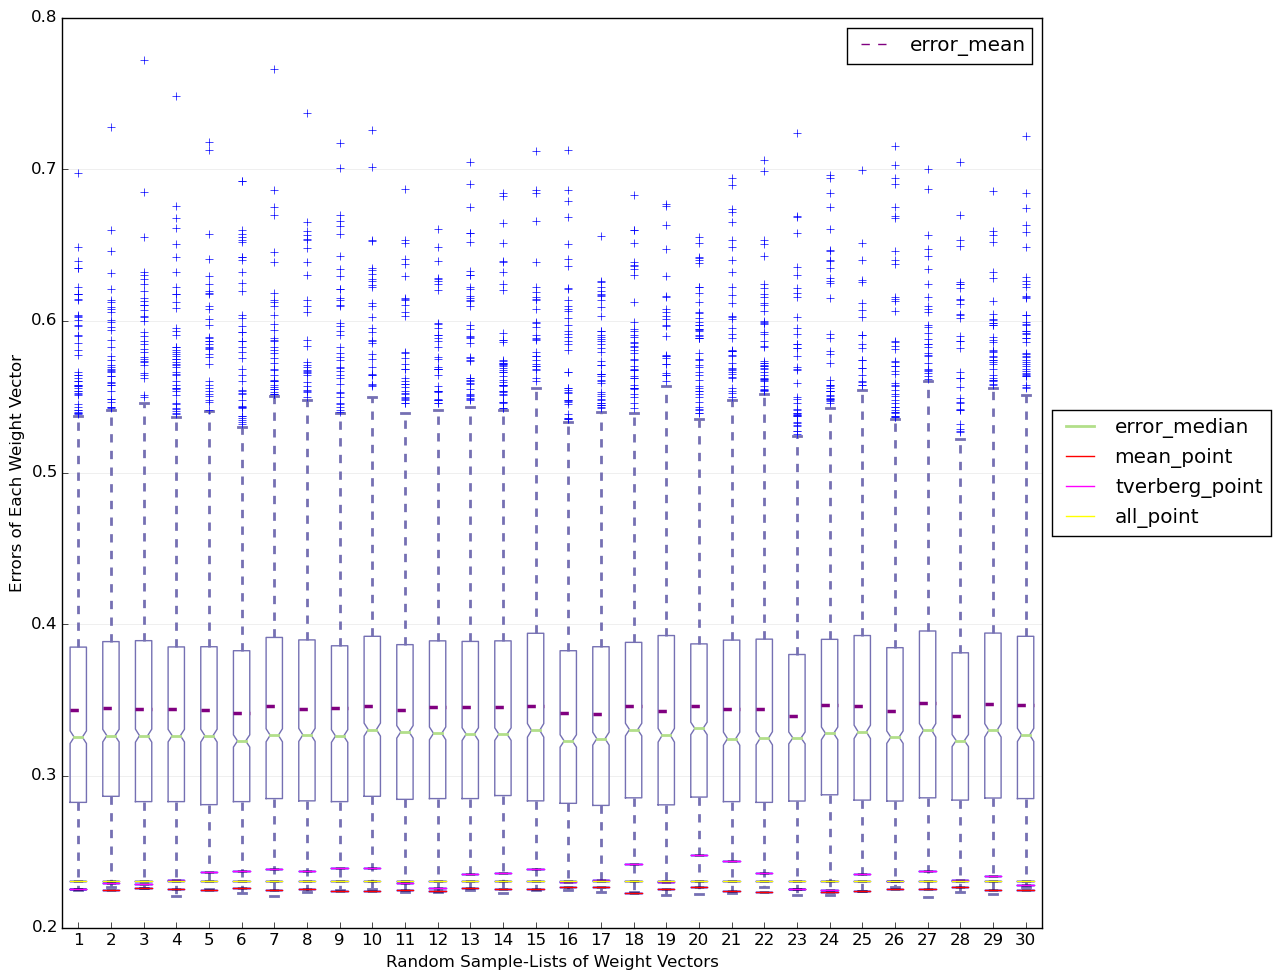 0.8
0.7
0.6
0.5
0.4
0.3
0.2
Errors of Each Weight Vector
error_mean
error_median
mean_point
tverberg_point
all_point
1 2 3 4 5 6 7 8 9 10 11 12 13 14 15 16 17 18 19 20 21 22 23 24 25 26 27 28 29 30
Random Sample-Lists of Weight Vectors